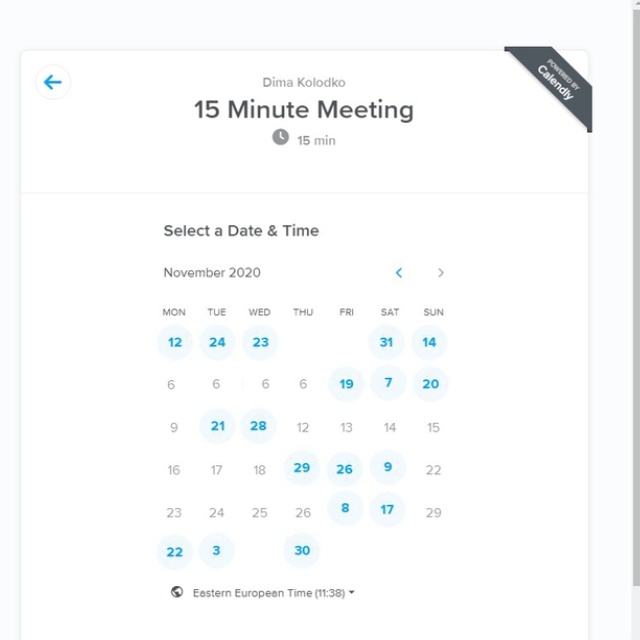 POWERED BY
Calendly
Dima Kolodko
15 Minute Meeting
15 min
Select a Date & Time
November 2020
MON TUE WED THU FRI SAT SUN
12 24 23 31 14
6 6 6 6 19 7 20
9 21 28 12 13 14 15
16 17 18 29 26 9 22
23 24 25 26 8 17 29
22 3 30
Eastern European Time (11:38)